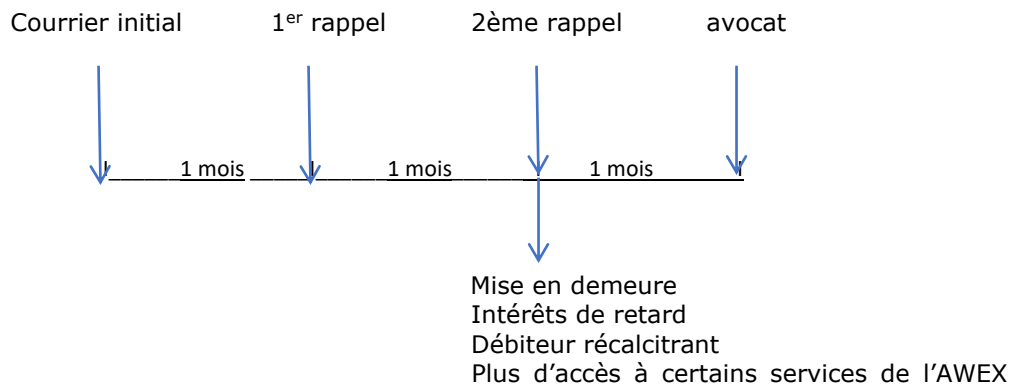 Courrier initial 1er rappel 2ème rappel avocat
1 mois 1 mois 1 mois
Mise en demeure
Intérêts de retard
Débiteur récalcitrant
Plus d’accès à certains services de l’AWEX